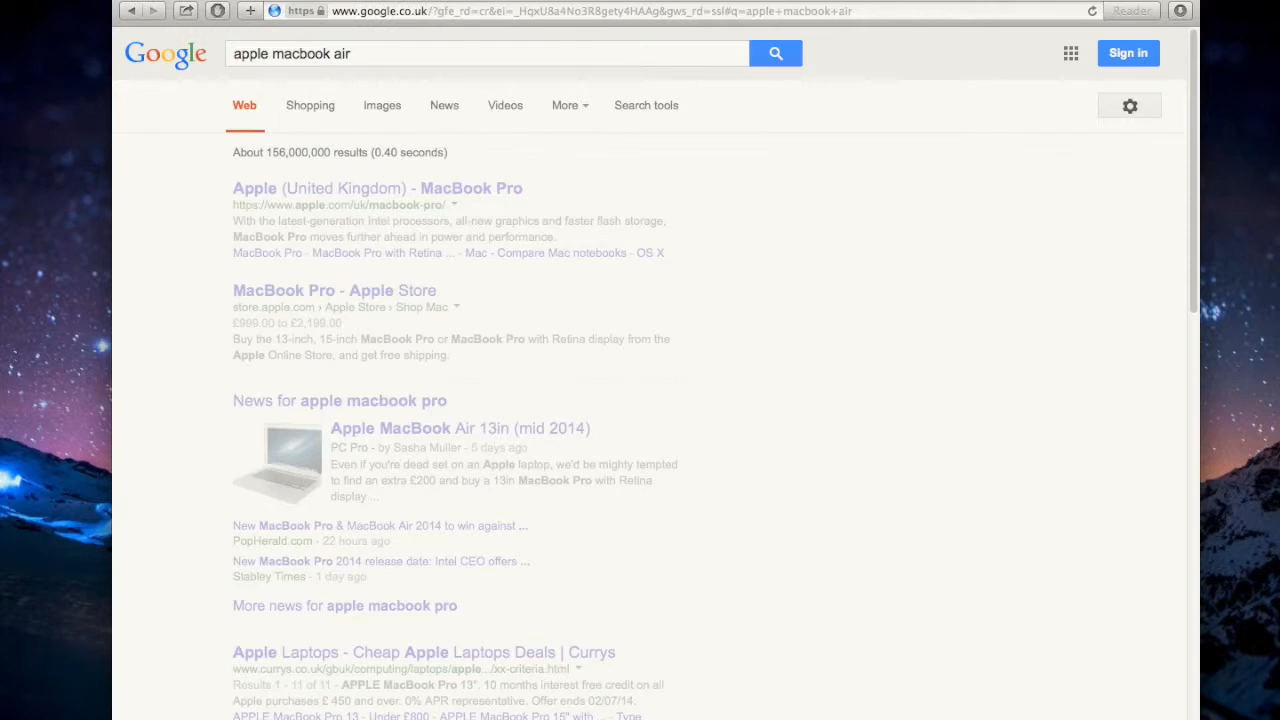 https www.google.co.uk/?gfe_rd=cr&ei=_HqxU8a4No3R8gety4HAAg&gws_rd=ssl#q=apple+macbook+air Reader
Google apple macbook air Sign in
Web Shopping Images News Videos More Search tools
About 156,000,000 results (0.40 seconds)
Apple (United Kingdom) - MacBook Pro
https://www.apple.com/uk/macbook-pro/
With the latest-generation Intel processors, all-new graphics and faster flash storage,
MacBook Pro moves further ahead in power and performance.
MacBook Pro - MacBook Pro with Retina ... - Mac - Compare Mac notebooks - OS X
MacBook Pro - Apple Store
store.apple.com › Apple Store › Shop Mac
£999.00 to £2,199.00
Buy the 13-inch, 15-inch MacBook Pro or MacBook Pro with Retina display from the
Apple Online Store, and get free shipping.
News for apple macbook pro
Apple MacBook Air 13in (mid 2014)
PC Pro - by Sasha Muller - 5 days ago
Even if you're dead set on an Apple laptop, we'd be mighty tempted
to find an extra £200 and buy a 13in MacBook Pro with Retina
display ...
New MacBook Pro & MacBook Air 2014 to win against ...
PopHerald.com - 22 hours ago
New MacBook Pro 2014 release date: Intel CEO offers ...
Stabley Times - 1 day ago
More news for apple macbook pro
Apple Laptops - Cheap Apple Laptops Deals | Currys
www.currys.co.uk/gbuk/computing/laptops/apple.../xx-criteria.html
Results 1 - 11 of 11 - APPLE MacBook Pro 13". 10 months interest free credit on all
Apple purchases £ 450 and over. 0% APR representative. Offer ends 02/07/14.
APPLE MacBook Pro 13 - Under £800 - APPLE MacBook Pro 15" with ... - Type